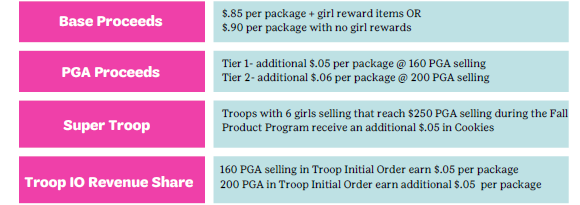 Base Proceeds
$.85 per package + girl reward items OR
$.90 per package with no girl rewards
PGA Proceeds
Tier 1- additional $.05 per package @ 160 PGA selling
Tier 2- additional $.06 per package @ 200 PGA selling
Super Troop
Troops with 6 girls selling that reach $250 PGA selling during the Fall
Product Program receive an additional $.05 in Cookies
Troop IO Revenue Share
160 PGA selling in Troop Initial Order earn $.05 per package
200 PGA in Troop Initial Order earn additional $.05 per package